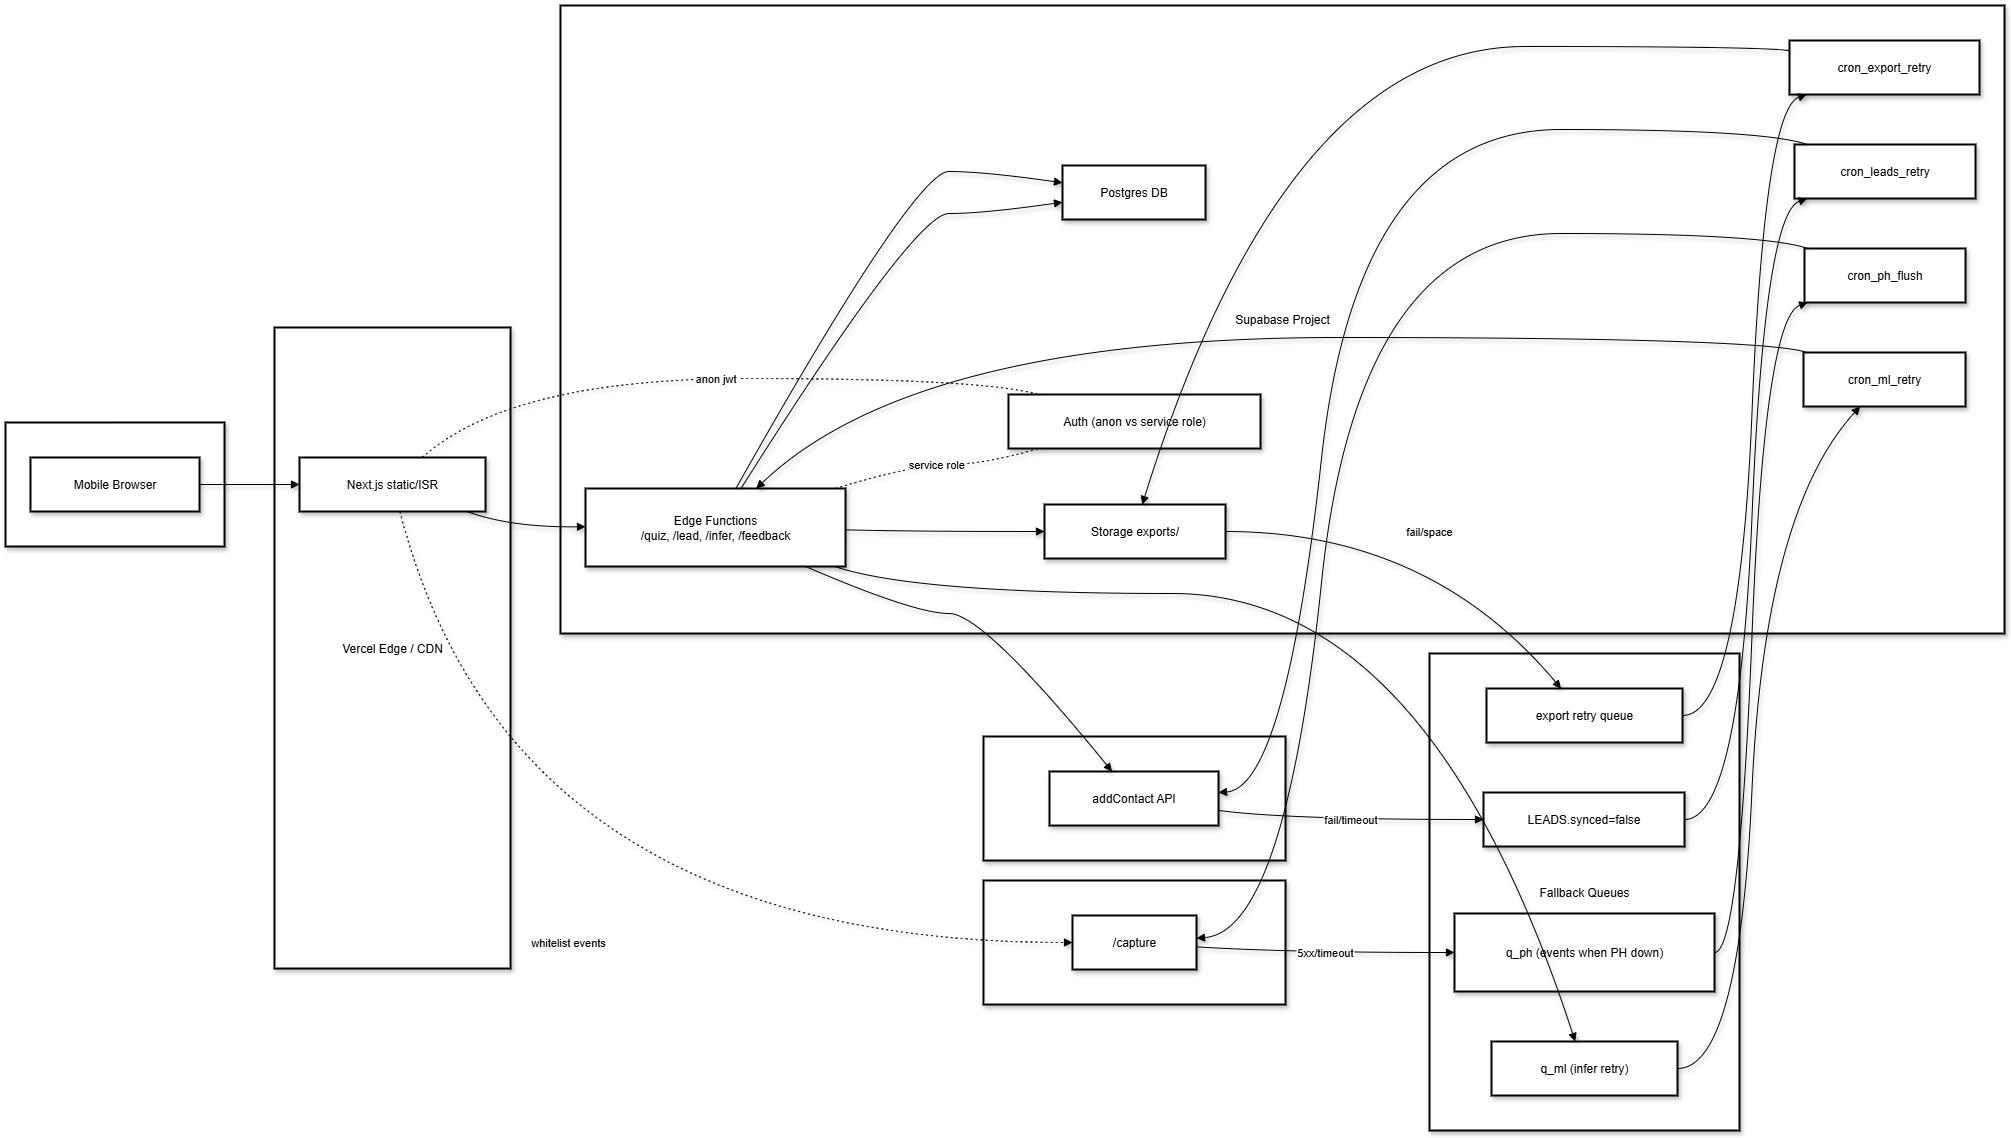 cron_export_retry
cron_leads_retry
Postgres DB
cron_ph_flush
Supabase Project
anon jwt
cron_ml_retry
Auth (anon vs service role)
service role
Mobile Browser
Next.js static/ISR
Edge Functions
/quiz, /lead, /infer, /feedback
Storage exports/
fail/space
Vercel Edge / CDN
export retry queue
addContact API
fail/timeout
LEADS.synced=false
Fallback Queues
whitelist events
/capture
5xx/timeout
q_ph (events when PH down)
q_ml (infer retry)